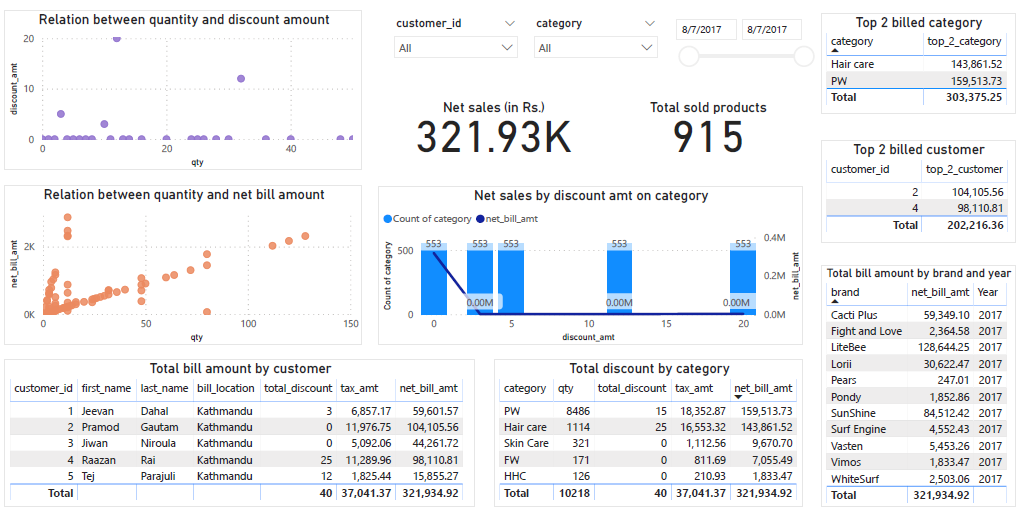 Relation between quantity and discount amount
20
10
0
discount_amt
0
20
40
qty
customer_id
All
category
All
8/7/2017
8/7/2017
Net sales (in Rs.)
321.93K
Total sold products
915
Top 2 billed category
category top_2_category
Hair care 143,861.52
PW 159,513.73
Total 303,375.25
Top 2 billed customer
customer_id top_2_customer
2 104,105.56
4 98,110.81
Total 202,216.36
Relation between quantity and net bill amount
2K
0K
net_bill_amt
0
50
100
150
qty
Net sales by discount amt on category
Count of category net_bill_amt
553 553 553 553 553
500
0
Count of category
0.4M
0.2M
0.0M
net_bill_amt
0.00M 0.00M 0.00M
0 5 10 15 20
discount_amt
Total bill amount by brand and year
brand net_bill_amt Year
Cacti Plus 59,349.10 2017
Fight and Love 2,364.58 2017
LiteBee 128,644.25 2017
Lorii 30,622.47 2017
Pears 247.01 2017
Pondy 1,852.86 2017
SunShine 84,512.42 2017
Surf Engine 4,552.43 2017
Vasten 5,453.26 2017
Vimos 1,833.47 2017
WhiteSurf 2,503.06 2017
Total 321,934.92
Total bill amount by customer
customer_id first_name last_name bill_location total_discount tax_amt net_bill_amt
1 Jeevan Dahal Kathmandu 3 6,857.17 59,601.57
2 Pramod Gautam Kathmandu 0 11,976.75 104,105.56
3 Jiwan Niroula Kathmandu 0 5,092.06 44,261.72
4 Raazan Rai Kathmandu 25 11,289.96 98,110.81
5 Tej Parajuli Kathmandu 12 1,825.44 15,855.27
Total 40 37,041.37 321,934.92
Total discount by category
category qty total_discount tax_amt net_bill_amt
PW 8486 15 18,352.87 159,513.73
Hair care 1114 25 16,553.32 143,861.52
Skin Care 321 0 1,112.56 9,670.70
FW 171 0 811.69 7,055.49
HHC 126 0 210.93 1,833.47
Total 10218 40 37,041.37 321,934.92